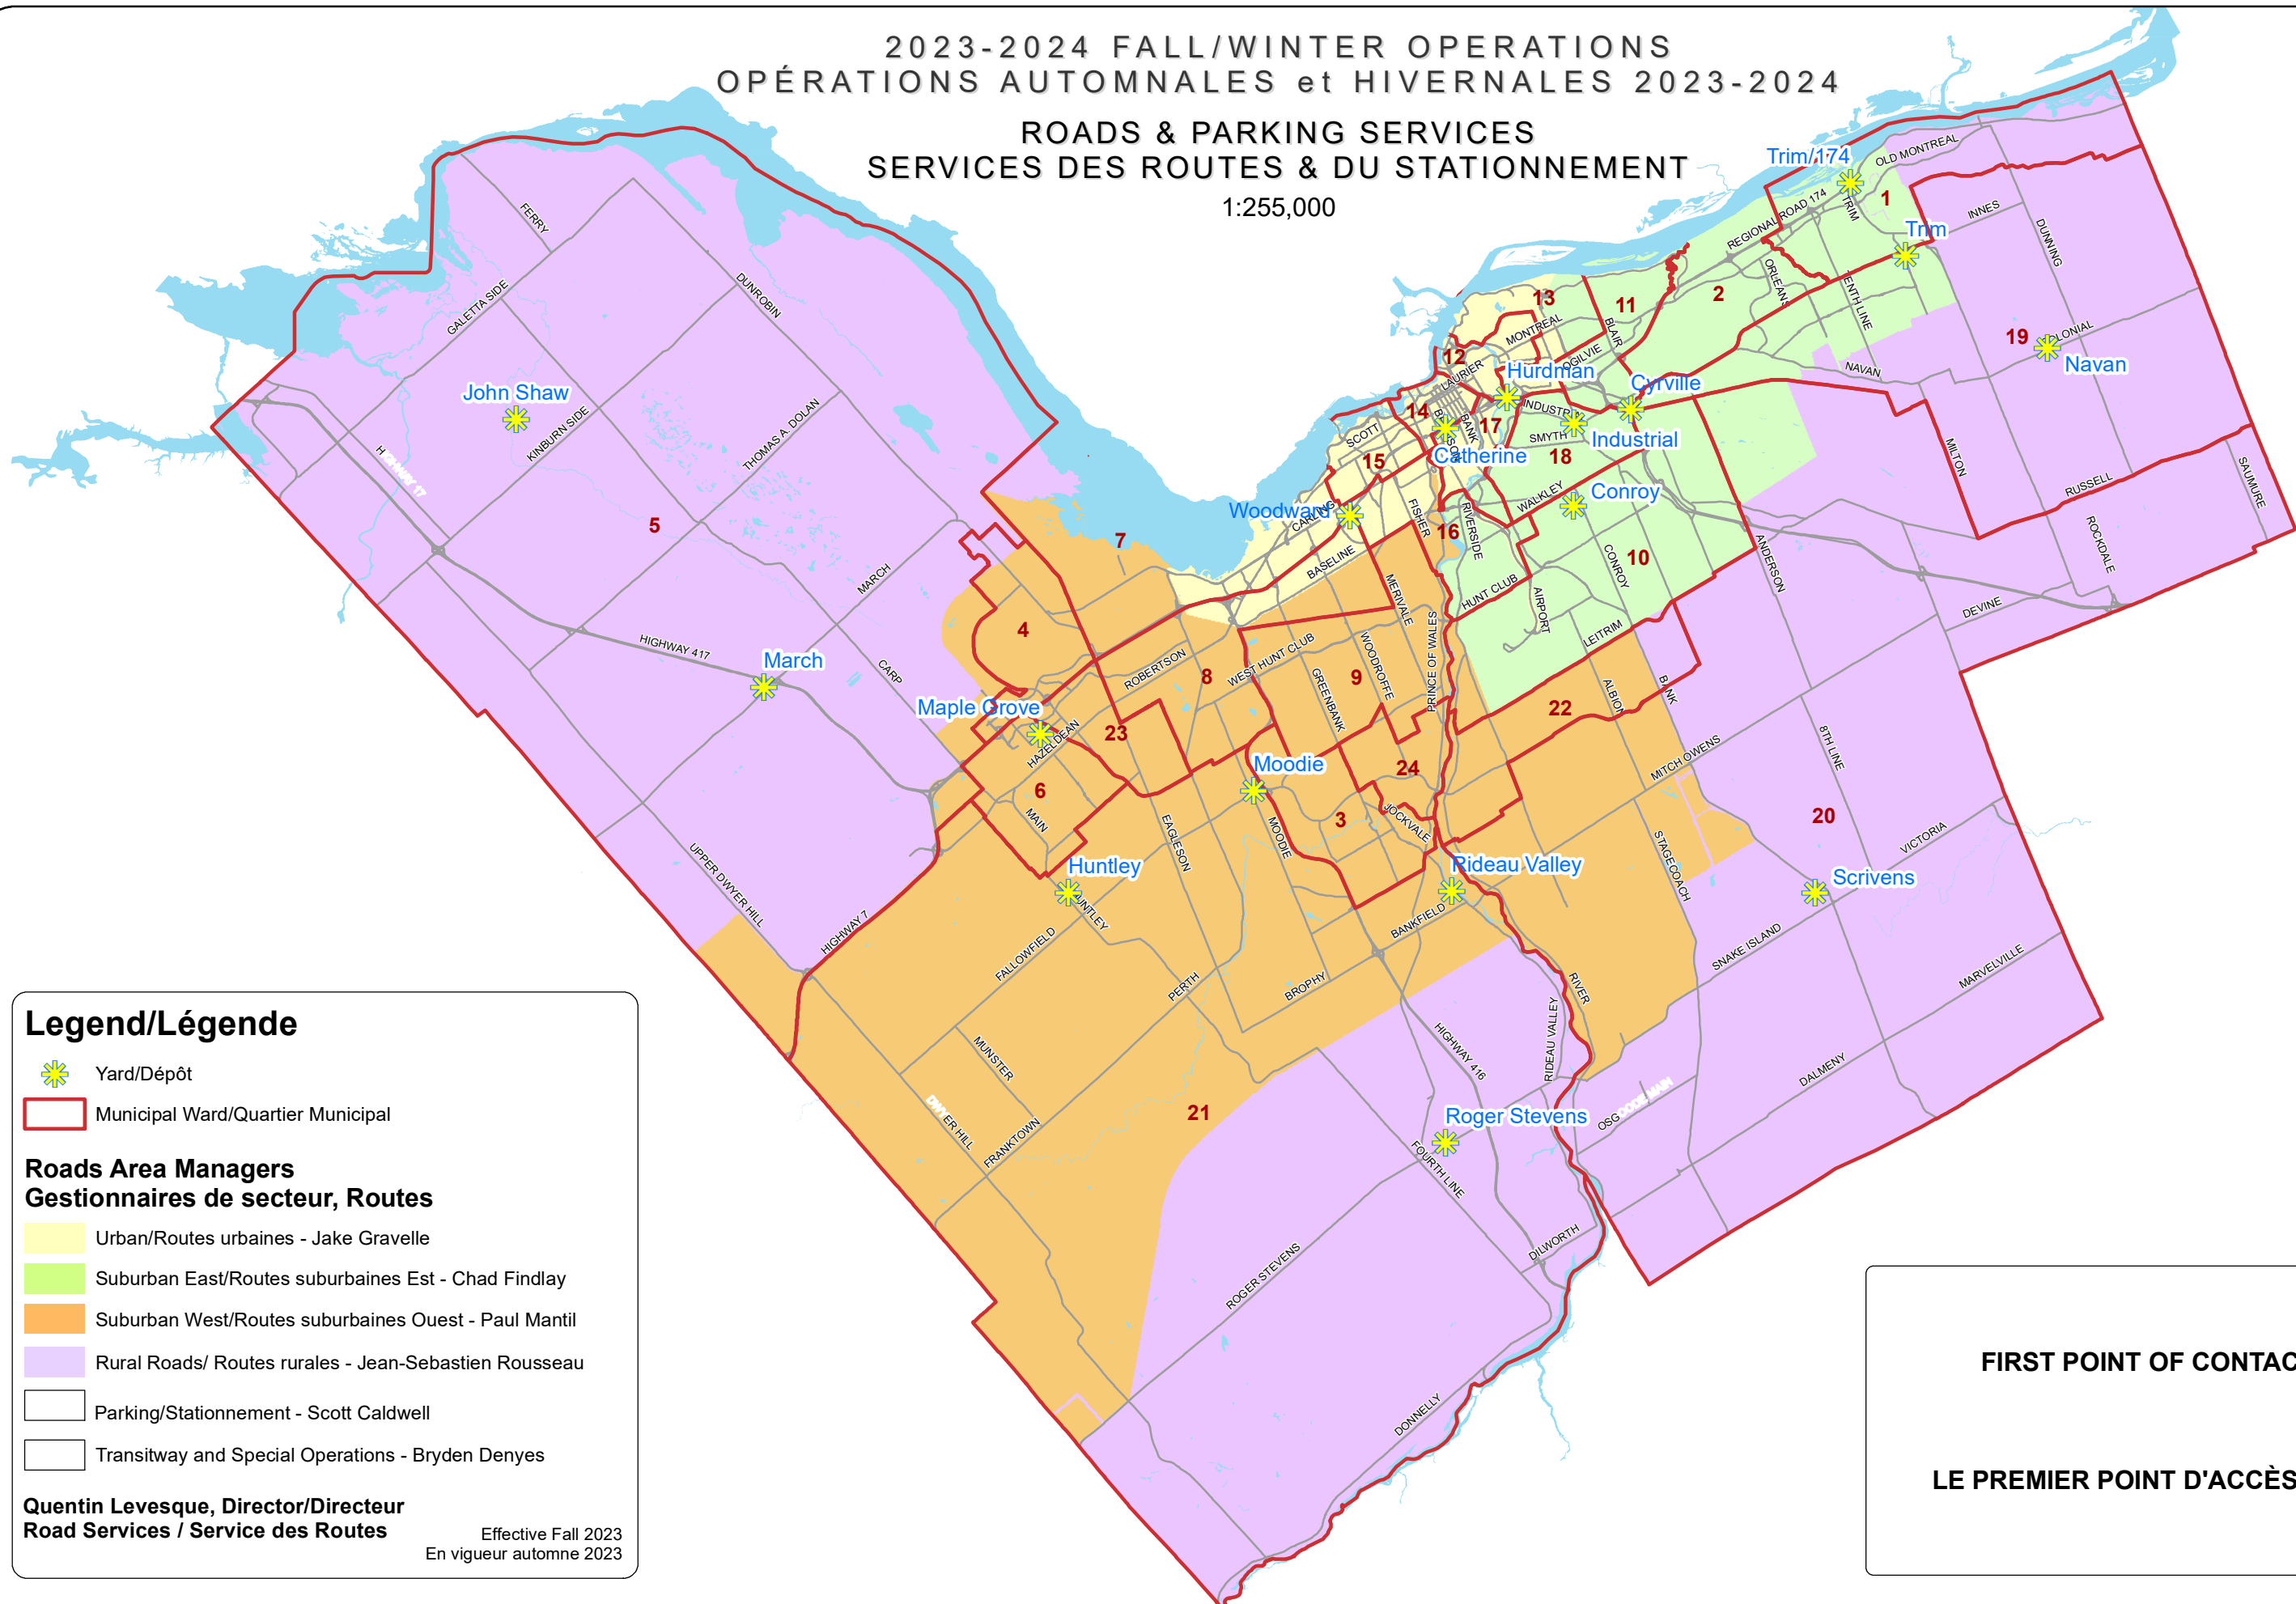 2023-2024 FALL/WINTER OPERATIONS
OPÉRATIONS AUTOMNALES et HIVERNALES 2023-2024
ROADS & PARKING SERVICES
SERVICES DES ROUTES & DU STATIONNEMENT
1:255,000
Trim/174
OLD MONTREAL
1
TRIM
REGIONAL ROAD 174
INNES
Trim
DUNNING
FERRY
GALETTA SIDE
DUNROBIN
ORLEANS
TENTH LINE
2
13
11
BLAIR
MONTREAL
OGILVIE
12
LAURIER
19
Navan
NAVAN
Hurdman
Cyrville
John Shaw
KINBURN SIDE
THOMAS A. DOLAN
HIGHWAY 17
14
SCOTT
BANK
17
SMYTH
Industrial
Catherine
18
15
MILTON
RUSSELL
SAUMURE
Conroy
WALKLEY
Woodward
CARLING
FISHER
RIVERSIDE
16
5
7
BASELINE
10
CONROY
ANDERSON
ROCKDALE
MARCH
MERIVALE
HUNT CLUB
AIRPORT
DEVINE
4
HIGHWAY 417
March
CARP
PRINCE OF WALES
LEITRIM
ROBERTSON
8
WEST HUNT CLUB
WOODROFFE
9
GREENBANK
ALBION
BANK
22
Maple Grove
HAZELDEAN
23
Moodie
24
MITCH OWENS
8TH LINE
6
MAIN
EAGLESON
MOODIE
3
JOCKVALE
20
VICTORIA
STAGECOACH
UPPER DWYER HILL
Huntley
HUNTLEY
Rideau Valley
Scrivens
HIGHWAY 7
FALLOWFIELD
BANKFIELD
SNAKE ISLAND
MARVELVILLE
PERTH
BROPHY
RIVER
RIDEAU VALLEY
HIGHWAY 416
MUNSTER
DALMENY
DWYER HILL
FRANKTOWN
21
OSGOODE MAIN
Roger Stevens
FOURTH LINE
ROGER STEVENS
DILWORTH
DONNELLY
Legend/Légende
Yard/Dépôt
Municipal Ward/Quartier Municipal
Roads Area Managers
Gestionnaires de secteur, Routes
Urban/Routes urbaines - Jake Gravelle
Suburban East/Routes suburbaines Est - Chad Findlay
Suburban West/Routes suburbaines Ouest - Paul Mantil
Rural Roads/ Routes rurales - Jean-Sebastien Rousseau
Parking/Stationnement - Scott Caldwell
Transitway and Special Operations - Bryden Denyes
Quentin Levesque, Director/Directeur
Road Services / Service des Routes
Effective Fall 2023
En vigueur automne 2023
FIRST POINT OF CONTAC
LE PREMIER POINT D'ACCÈS